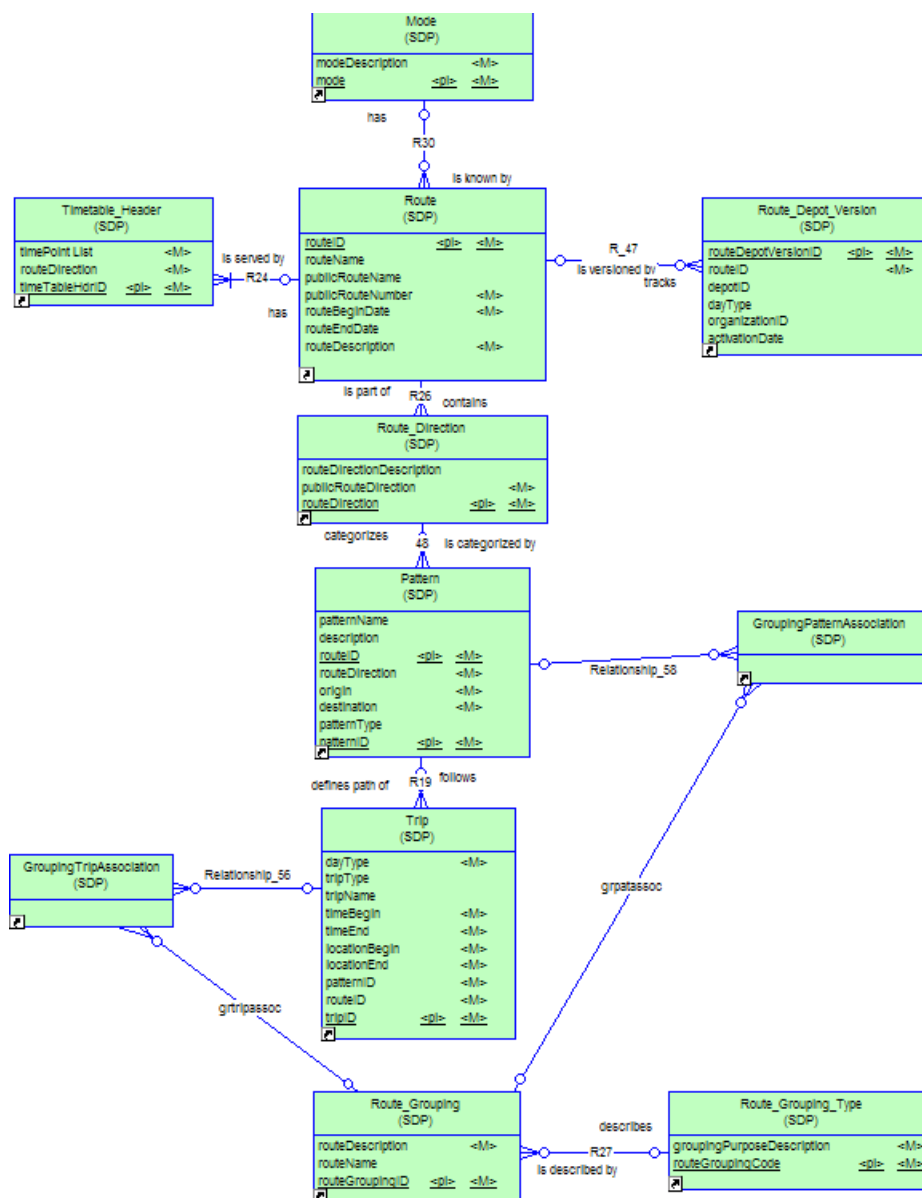 Mode
(SDP)
modeDescription <M>
mode <pi> <M>
has
R30
is known by
Timetable_Header
(SDP)
timePoint List <M>
routeDirection <M>
timeTableHdrID <pi> <M>
is served by
R24
has
Route
(SDP)
routeID <pi> <M>
routeName
publicRouteName
publicRouteNumber <M>
routeBeginDate <M>
routeEndDate
routeDescription <M>
R_47
is versioned by
tracks
Route_Depot_Version
(SDP)
routeDepotVersionID <pi> <M>
routeID <M>
depotID
dayType
organizationID
activationDate
is part of
R26
contains
Route_Direction
(SDP)
routeDirectionDescription
publicRouteDirection <M>
routeDirection <pi> <M>
categorizes
48
is categorized by
Pattern
(SDP)
patternName
description
routeID <pi> <M>
routeDirection <M>
origin <M>
destination <M>
patternType
patternID <pi> <M>
Relationship_58
GroupingPatternAssociation
(SDP)
defines path of
R19
follows
GroupingTripAssociation
(SDP)
Relationship_56
Trip
(SDP)
dayType <M>
tripType
tripName
timeBegin <M>
timeEnd <M>
locationBegin <M>
locationEnd <M>
patternID <M>
routeID <M>
tripID <pi> <M>
grpatassoc
grtripassoc
Route_Grouping
(SDP)
routeDescription <M>
routeName
routeGroupingID <pi> <M>
describes
R27
is described by
Route_Grouping_Type
(SDP)
groupingPurposeDescription <M>
routeGroupingCode <pi> <M>